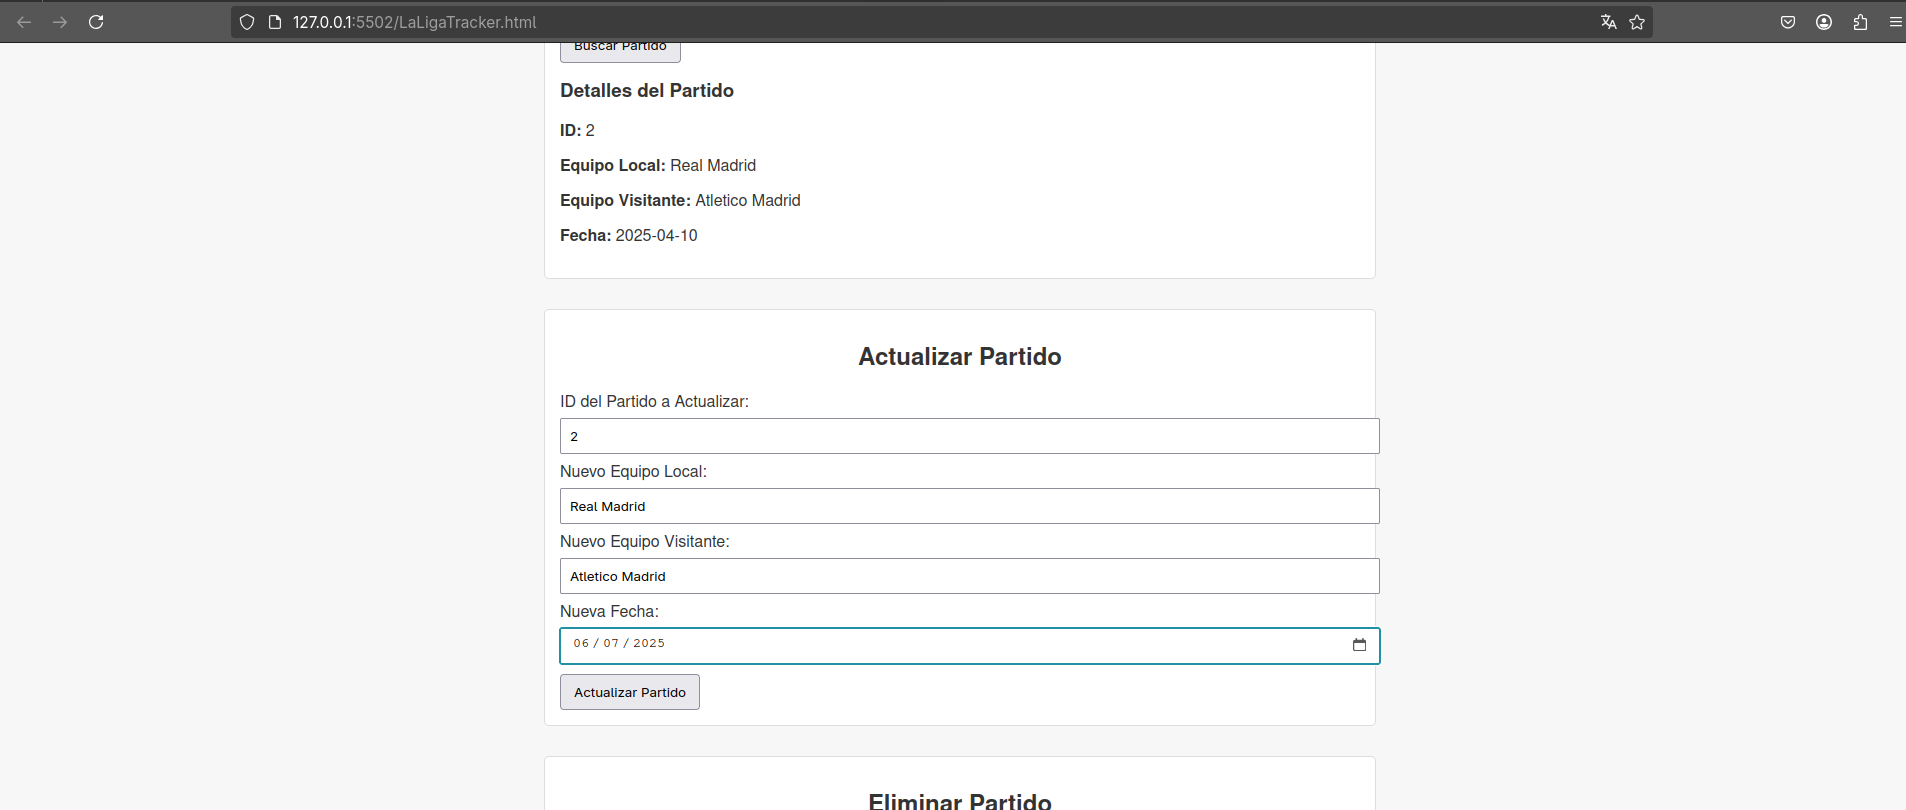 127.0.0.1:5502/LaLigaTracker.html
Buscar Partido
Detalles del Partido
ID: 2
Equipo Local: Real Madrid
Equipo Visitante: Atletico Madrid
Fecha: 2025-04-10
Actualizar Partido
ID del Partido a Actualizar:
2
Nuevo Equipo Local:
Real Madrid
Nuevo Equipo Visitante:
Atletico Madrid
Nueva Fecha:
06 / 07 / 2025
Actualizar Partido
Eliminar Partido